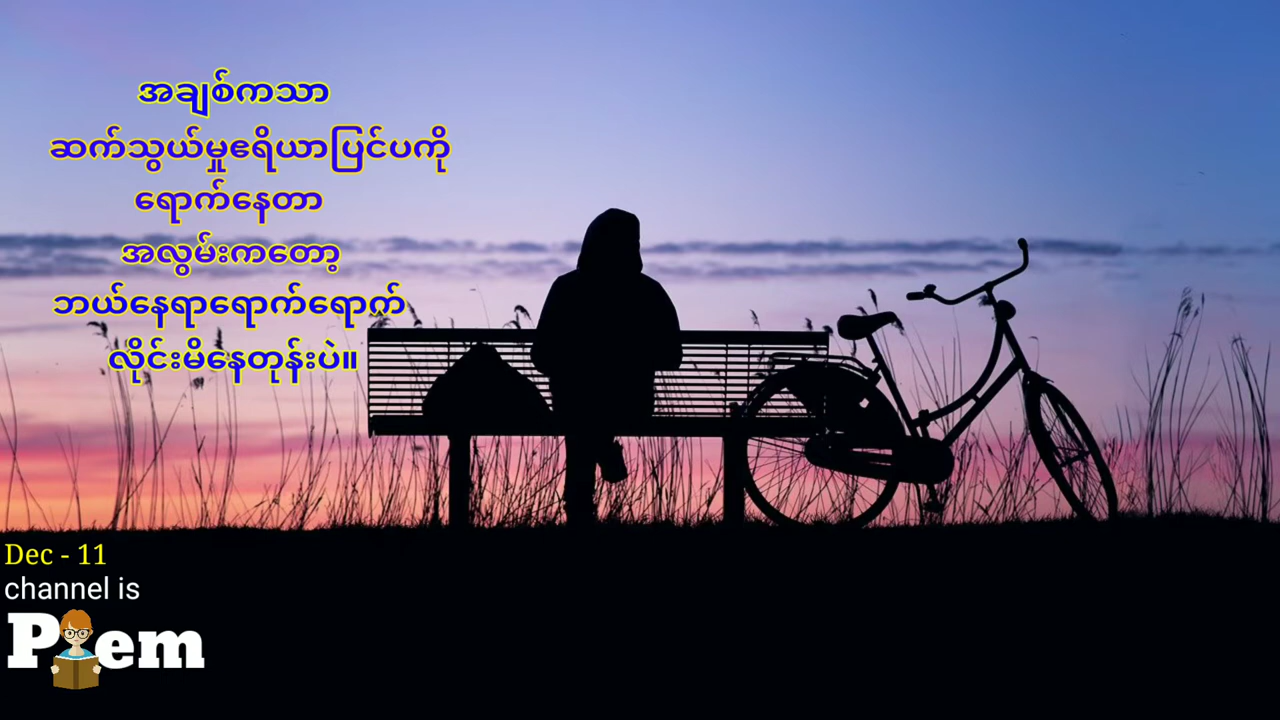 အချစ်ကသာ
ဆက်သွယ်မှုဧရိယာပြင်ပကို
ရောက်နေတာ
အလွမ်းကတော့
ဘယ်နေရာရောက်ရောက်
လိုင်းမိနေတုန်းပဲ။
Dec - 11
channel is
Poem